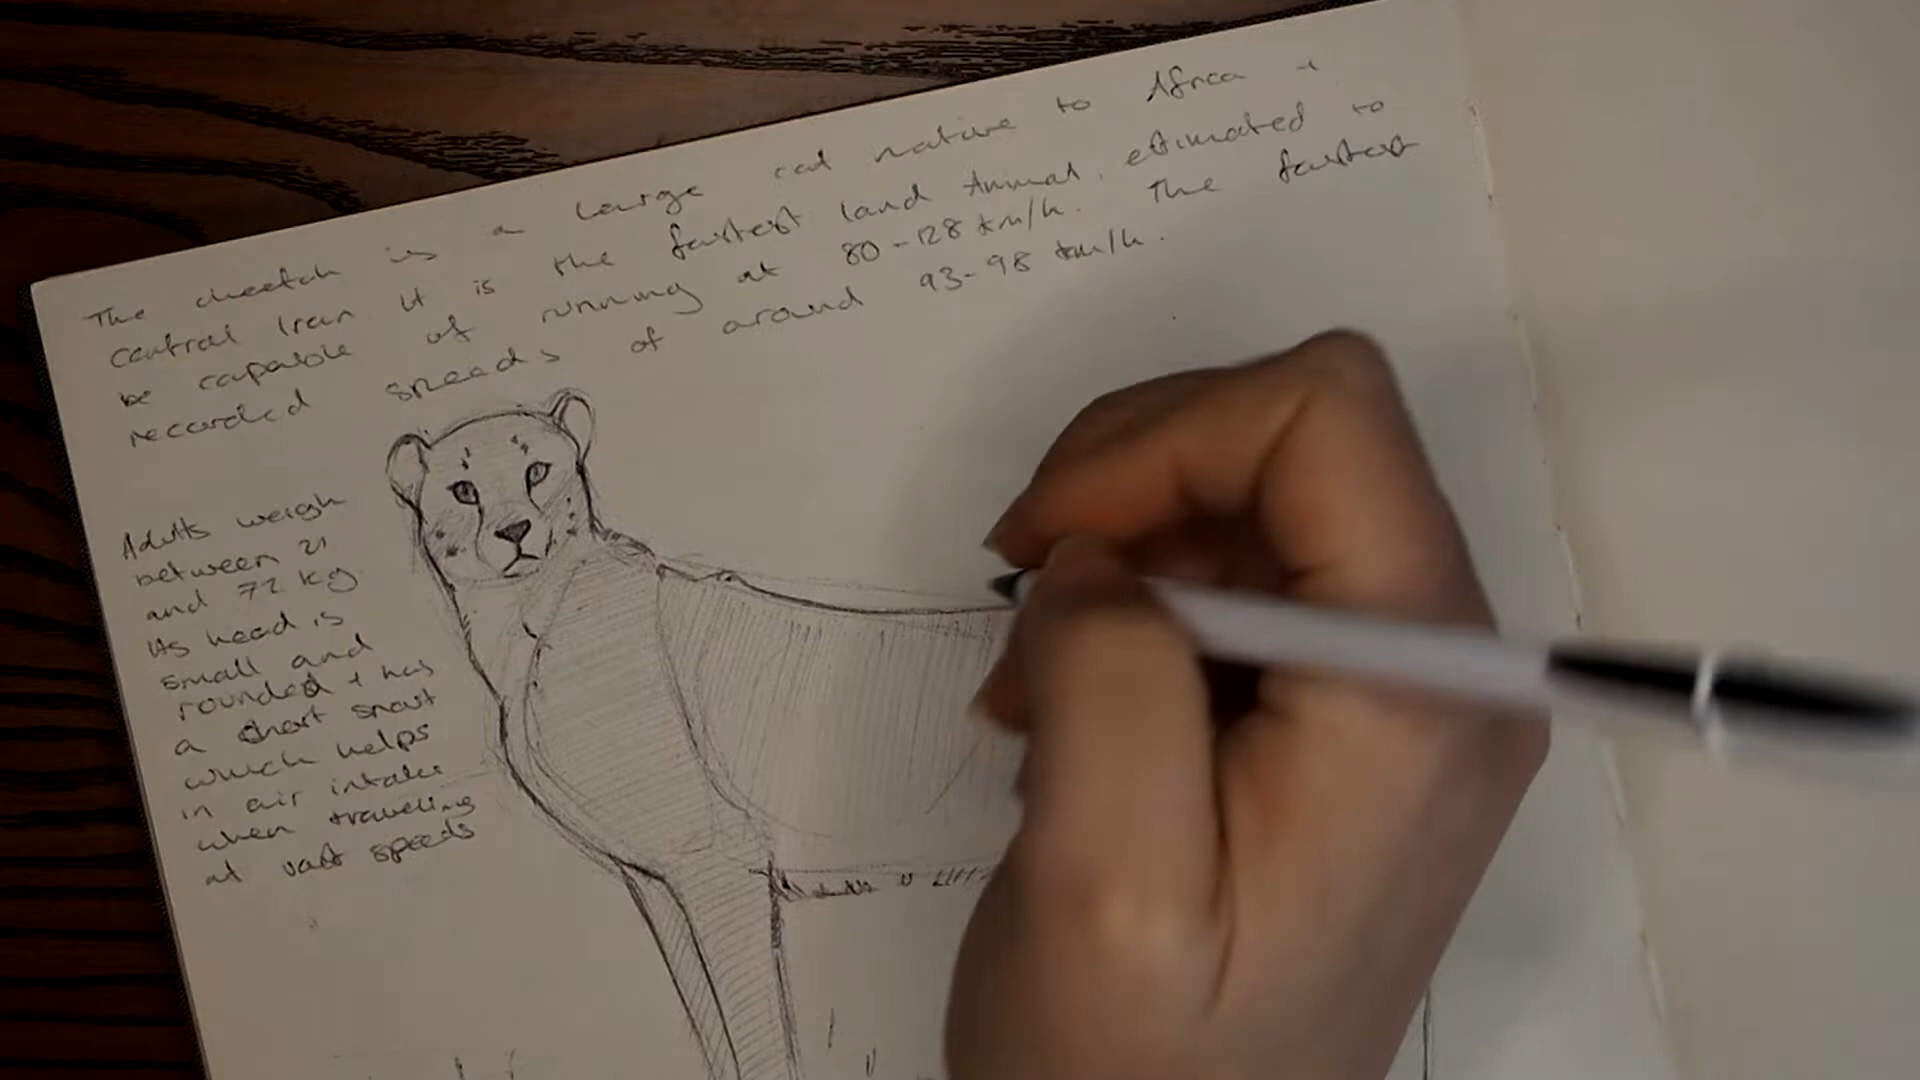 The cheetah is a large cat native to Africa +
central Iran. It is the fastest land Animal, estimated to
be capable of running at 80-128 km/h. The fastest
recorded speeds of around 93-98 km/h.
Adults weigh
between 21
and 72 kg
Its head is
small and
rounded + has
a short snout
which helps
in air intake
when traveling
at vast speeds